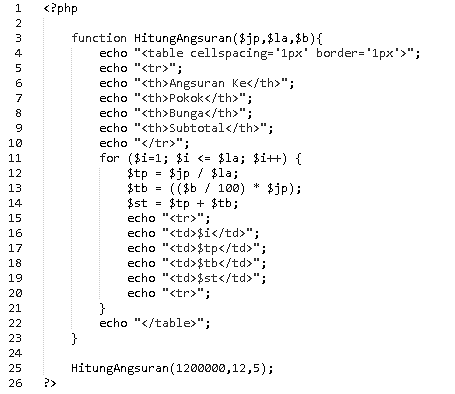 1 <?php
2
3 function HitungAngsuran($jp,$la,$b){
4 echo "<table cellspacing='1px' border='1px'>";
5 echo "<tr>";
6 echo "<th>Angsuran Ke</th>";
7 echo "<th>Pokok</th>";
8 echo "<th>Bunga</th>";
9 echo "<th>Subtotal</th>";
10 echo "</tr>";
11 for ($i=1; $i <= $la; $i++) {
12 $tp = $jp / $la;
13 $tb = (($b / 100) * $jp);
14 $st = $tp + $tb;
15 echo "<tr>";
16 echo "<td>$i</td>";
17 echo "<td>$tp</td>";
18 echo "<td>$tb</td>";
19 echo "<td>$st</td>";
20 echo "<tr>";
21 }
22 echo "</table>";
23 }
24
25 HitungAngsuran(1200000,12,5);
26 ?>